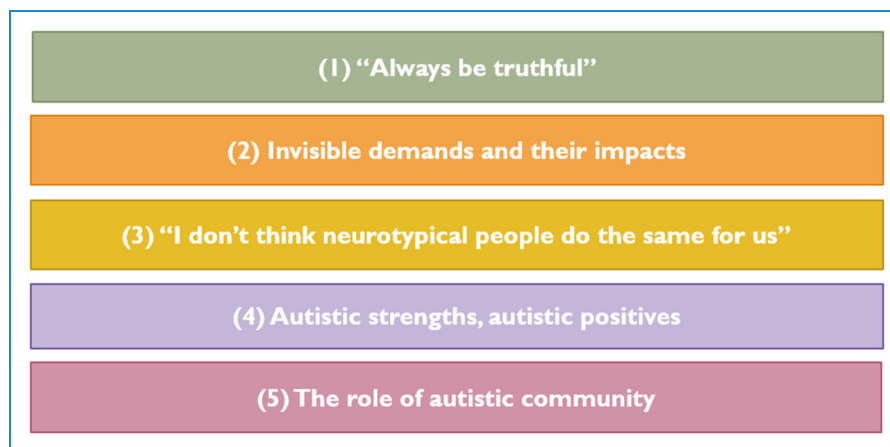 (1) “Always be truthful”
(2) Invisible demands and their impacts
(3) “I don’t think neurotypical people do the same for us”
(4) Autistic strengths, autistic positives
(5) The role of autistic community